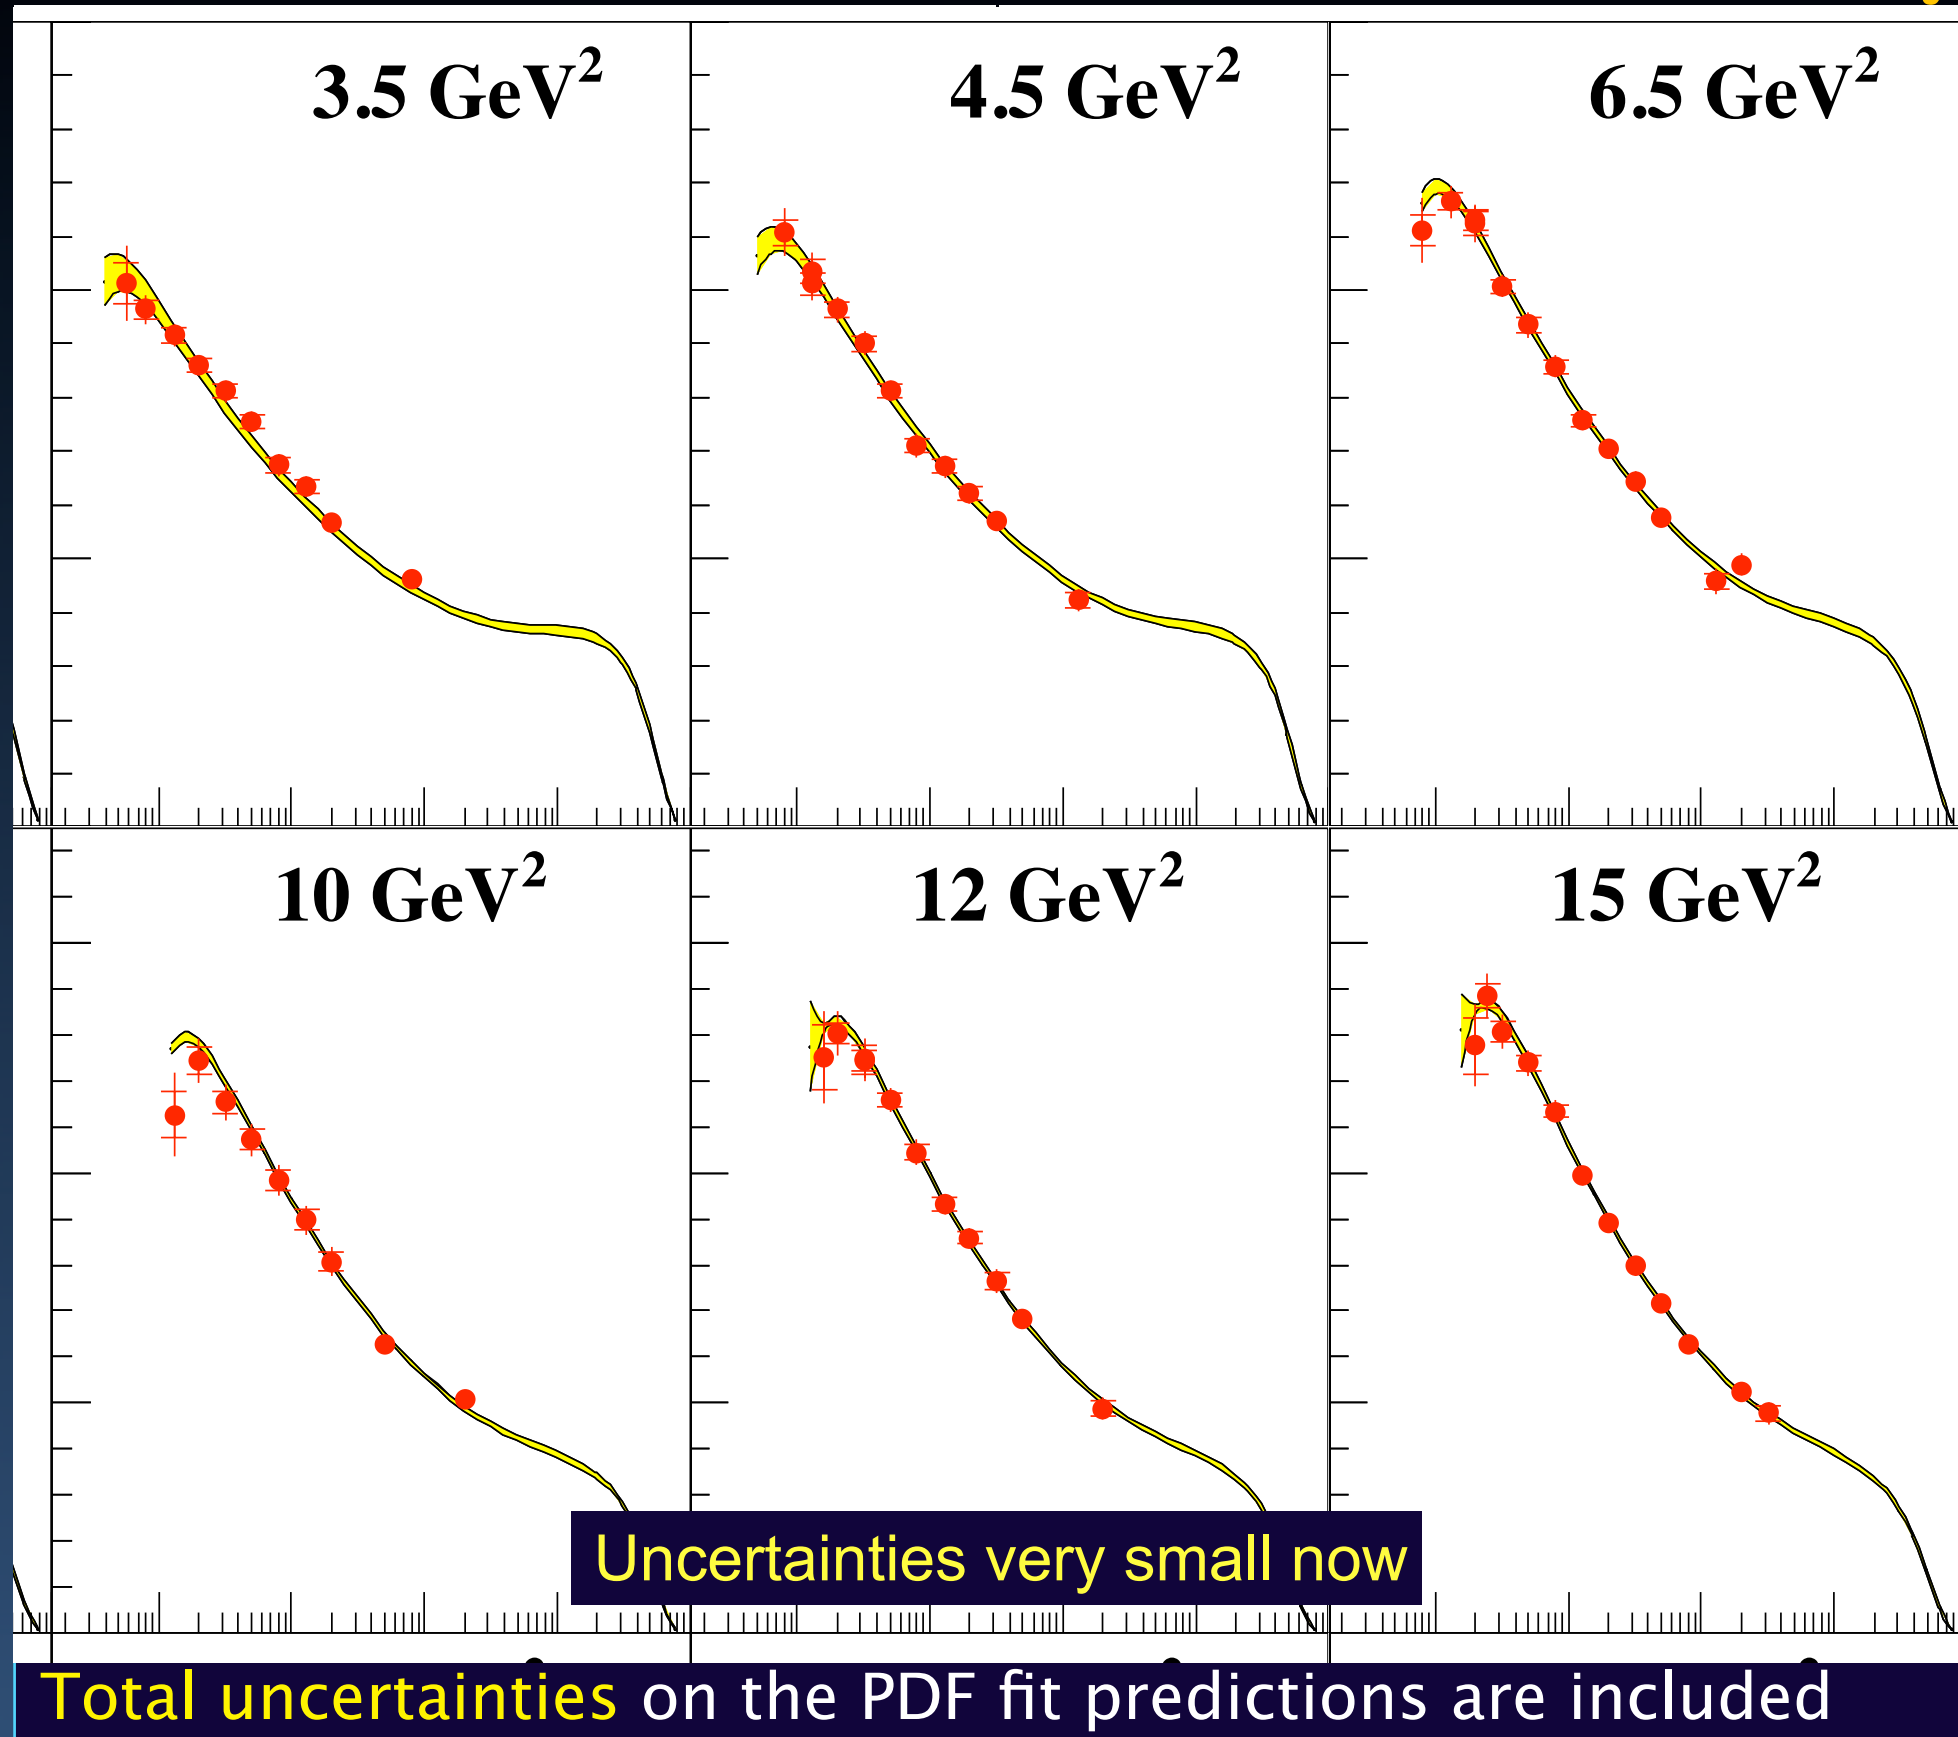 3.5 GeV²
4.5 GeV²
6.5 GeV²
10 GeV²
12 GeV²
15 GeV²
Uncertainties very small now
Total uncertainties on the PDF fit predictions are included